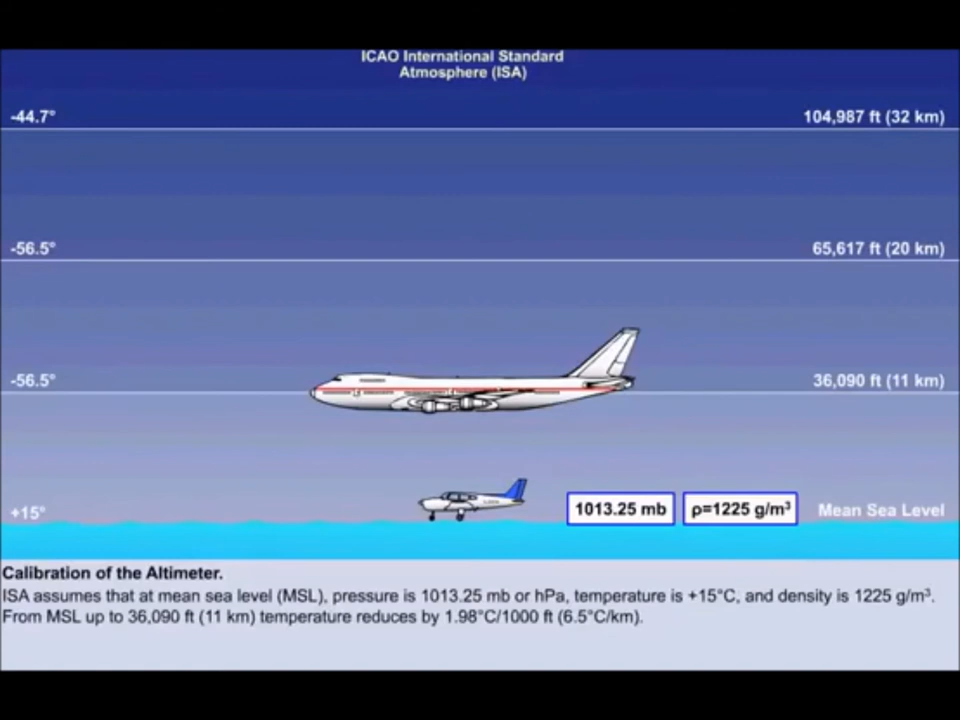 ICAO International Standard
Atmosphere (ISA)
-44.7° 104,987 ft (32 km)
-56.5° 65,617 ft (20 km)
-56.5° 36,090 ft (11 km)
+15° 1013.25 mb ρ=1225 g/m³ Mean Sea Level
Calibration of the Altimeter.
ISA assumes that at mean sea level (MSL), pressure is 1013.25 mb or hPa, temperature is +15°C, and density is 1225 g/m³.
From MSL up to 36,090 ft (11 km) temperature reduces by 1.98°C/1000 ft (6.5°C/km).